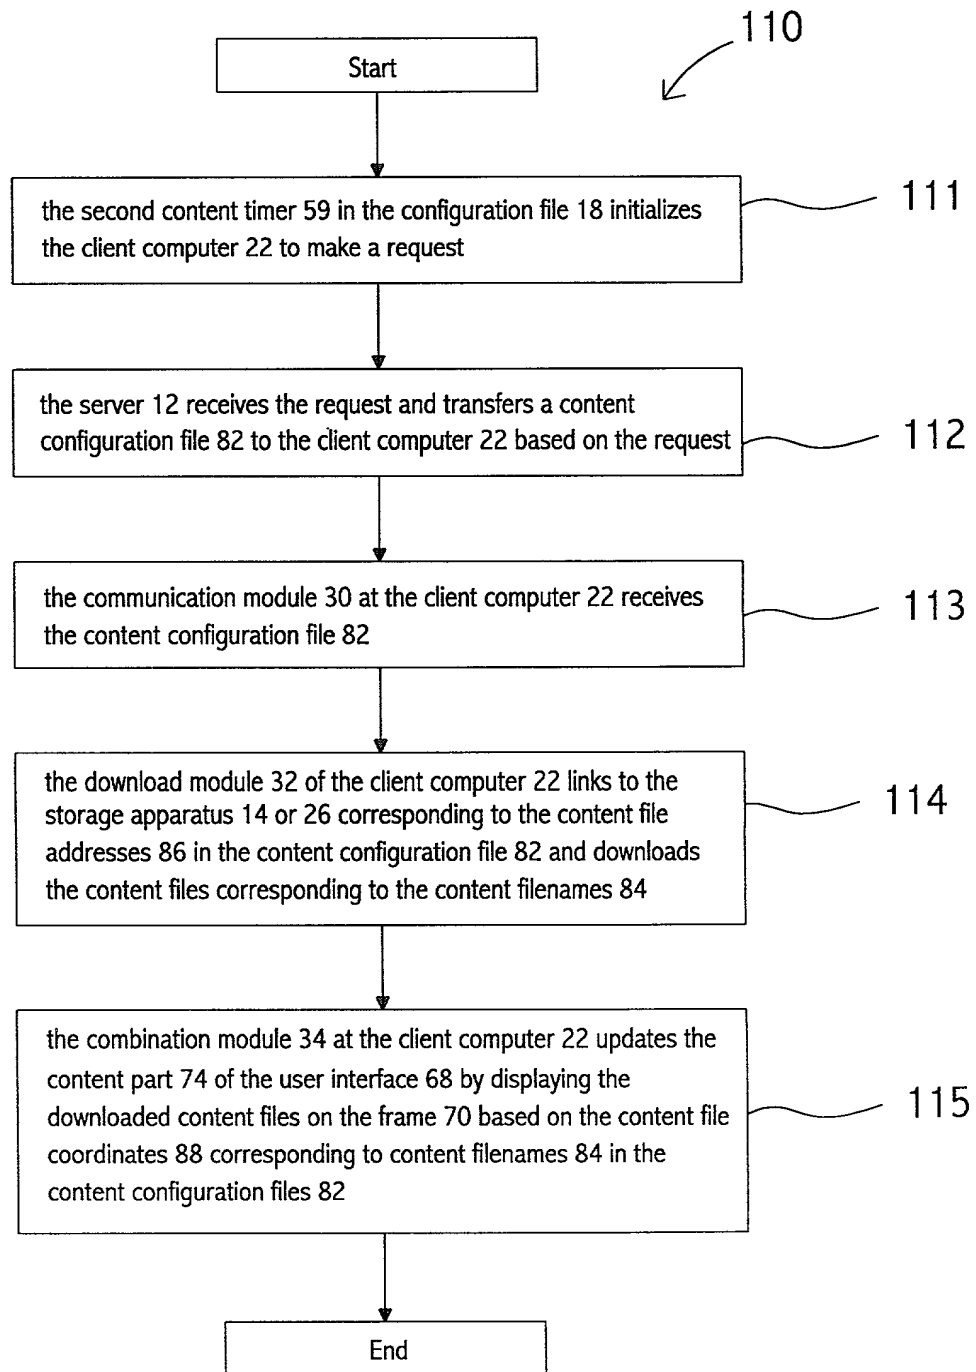 110
Start
the second content timer 59 in the configuration file 18 initializes
the client computer 22 to make a request
111
the server 12 receives the request and transfers a content
configuration file 82 to the client computer 22 based on the request
112
the communication module 30 at the client computer 22 receives
the content configuration file 82
113
the download module 32 of the client computer 22 links to the
storage apparatus 14 or 26 corresponding to the content file
addresses 86 in the content configuration file 82 and downloads
the content files corresponding to the content filenames 84
114
the combination module 34 at the client computer 22 updates the
content part 74 of the user interface 68 by displaying the
downloaded content files on the frame 70 based on the content file
coordinates 88 corresponding to content filenames 84 in the
content configuration files 82
115
End